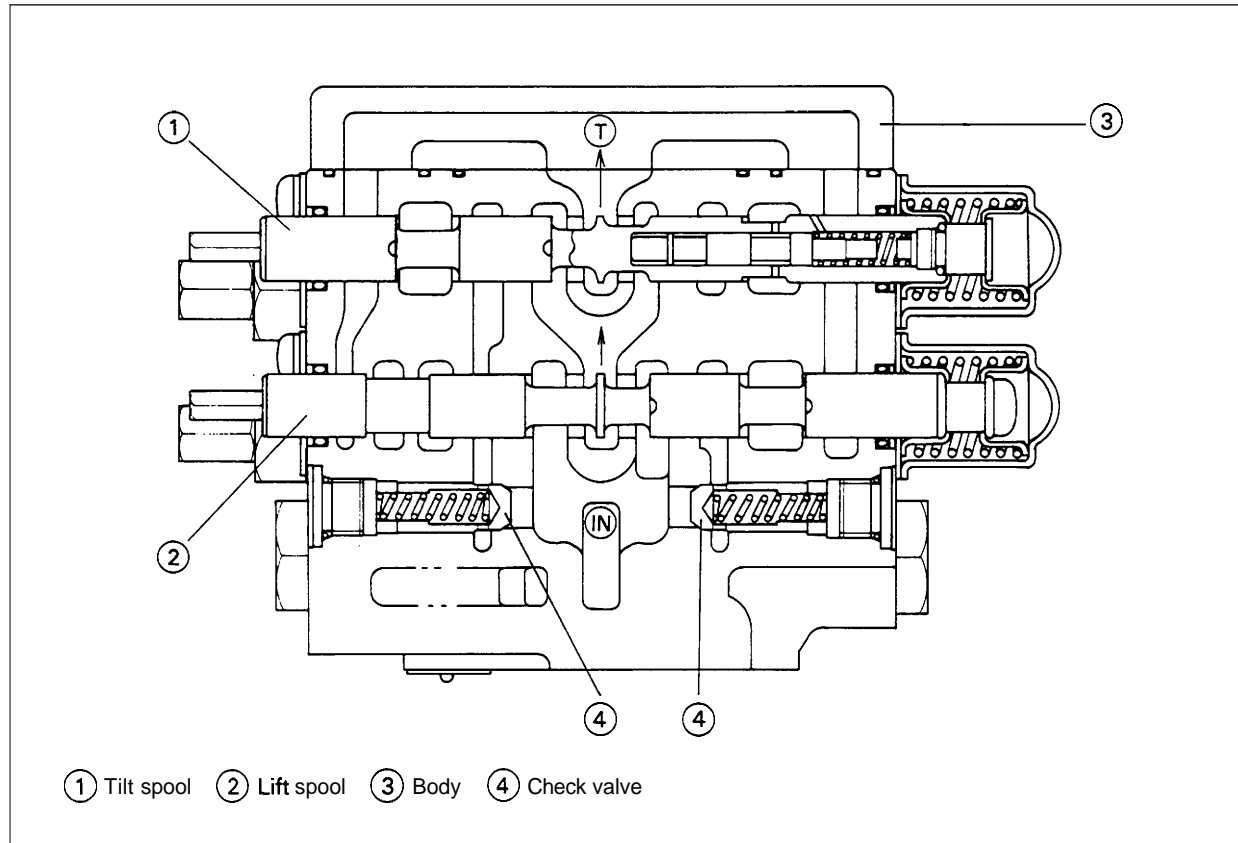 ① T ③
IN
②
④ ④
① Tilt spool ② Lift spool ③ Body ④ Check valve